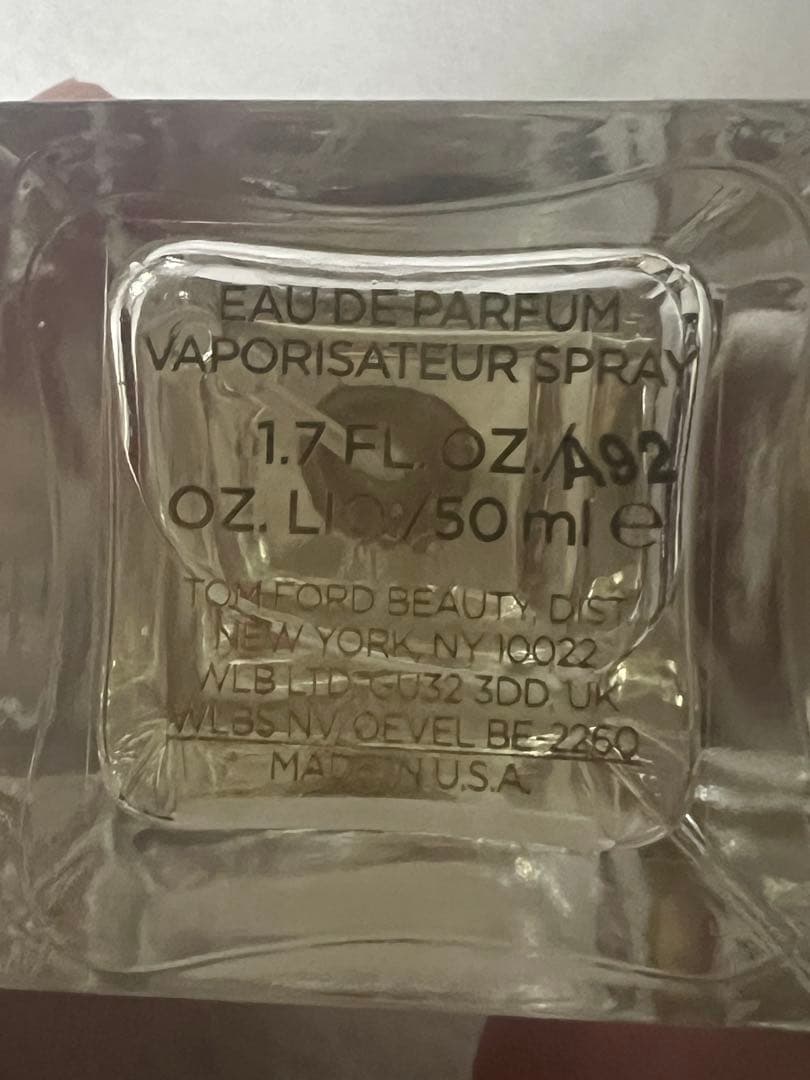 EAU DE PARFUM
VAPORISATEUR SPRAY
1.7 FL. OZ./A92
OZ. LIQ./50 ml e
TOM FORD BEAUTY, DIST.
NEW YORK, NY 10022
WLB LTD. GU32 3DD, UK
WLBS NV, OEVEL BE-2260
MADE IN U.S.A.